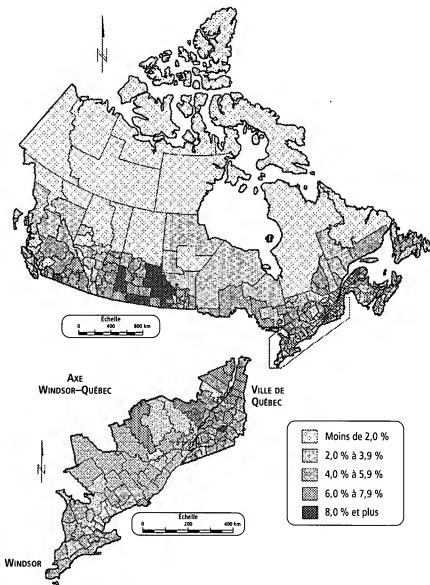 Échelle
0 400 800 km
AXE
WINDSOR–QUÉBEC
VILLE DE
QUÉBEC
Moins de 2,0 %
2,0 % à 3,9 %
4,0 % à 5,9 %
6,0 % à 7,9 %
8,0 % et plus
Échelle
0 200 400 km
WINDSOR